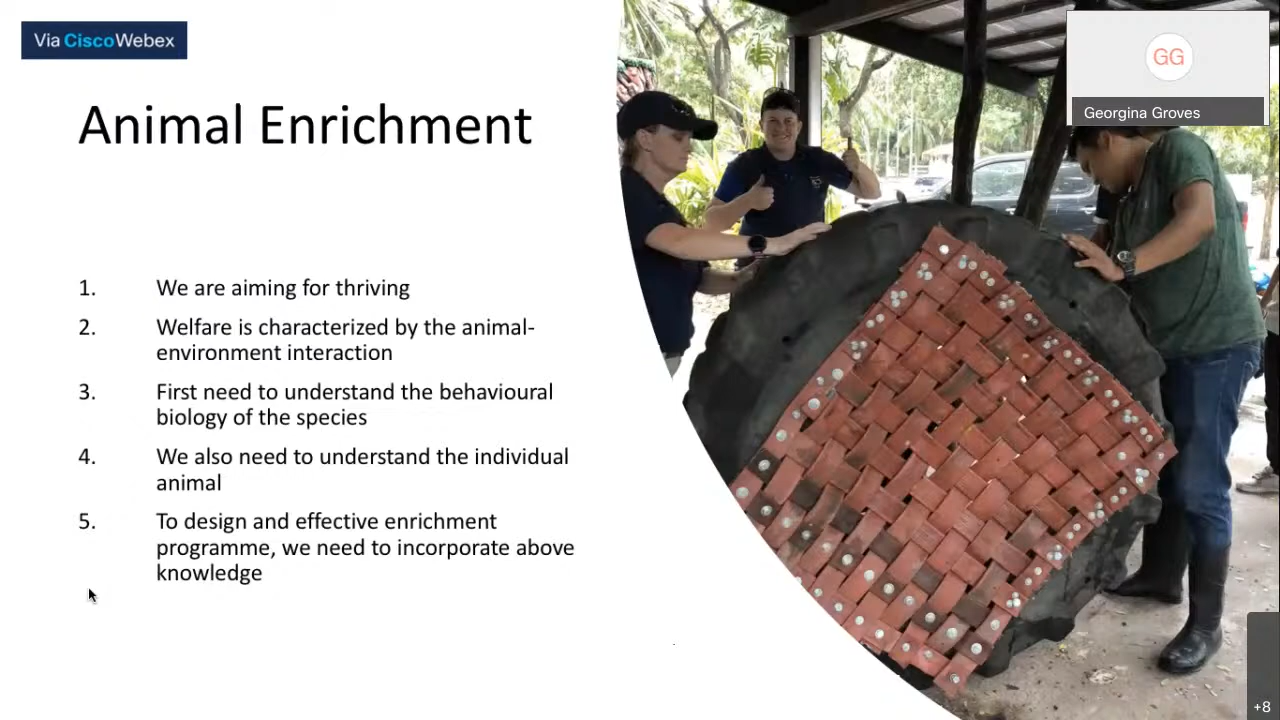 Via CiscoWebex
GG
Georgina Groves
Animal Enrichment
1. We are aiming for thriving
2. Welfare is characterized by the animal-
environment interaction
3. First need to understand the behavioural
biology of the species
4. We also need to understand the individual
animal
5. To design and effective enrichment
programme, we need to incorporate above
knowledge
+8